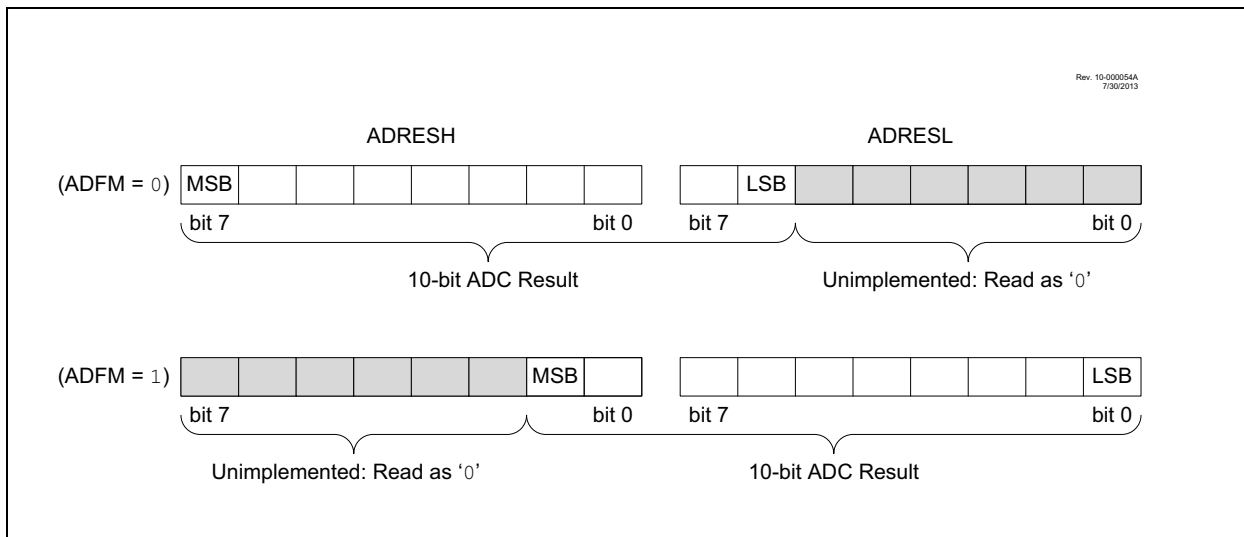 Rev. 10-000054A
7/30/2013
ADRESH ADRESL
(ADFM = 0) MSB LSB
bit 7 bit 0 bit 7 bit 0
10-bit ADC Result Unimplemented: Read as ‘0’
(ADFM = 1) MSB LSB
bit 7 bit 0 bit 7 bit 0
Unimplemented: Read as ‘0’ 10-bit ADC Result